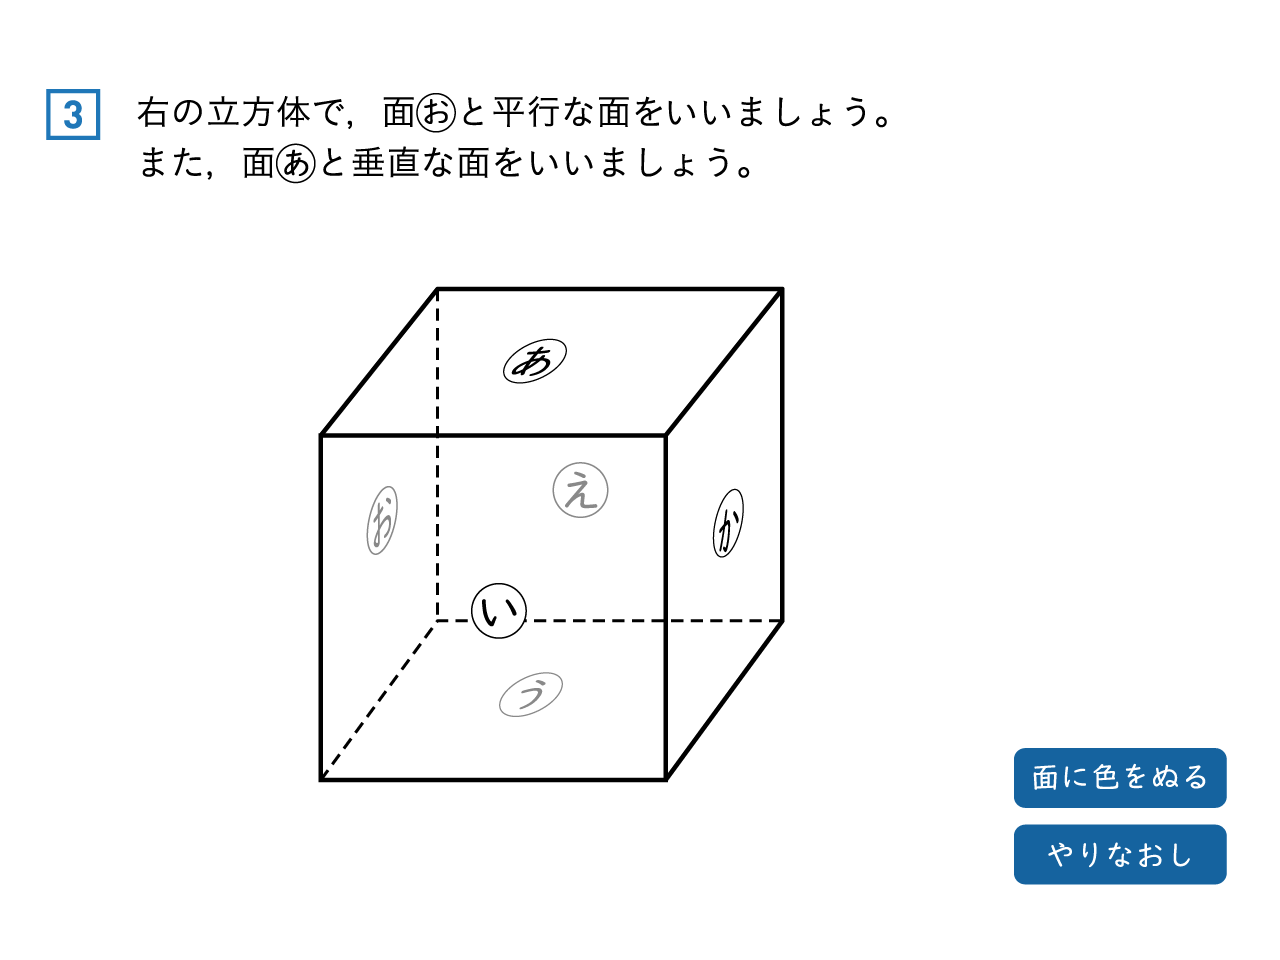 3 右の立方体で，面㋔と平行な面をいいましょう。
また，面㋐と垂直な面をいいましょう。
あ
え
お
か
い
う
面に色をぬる
やりなおし